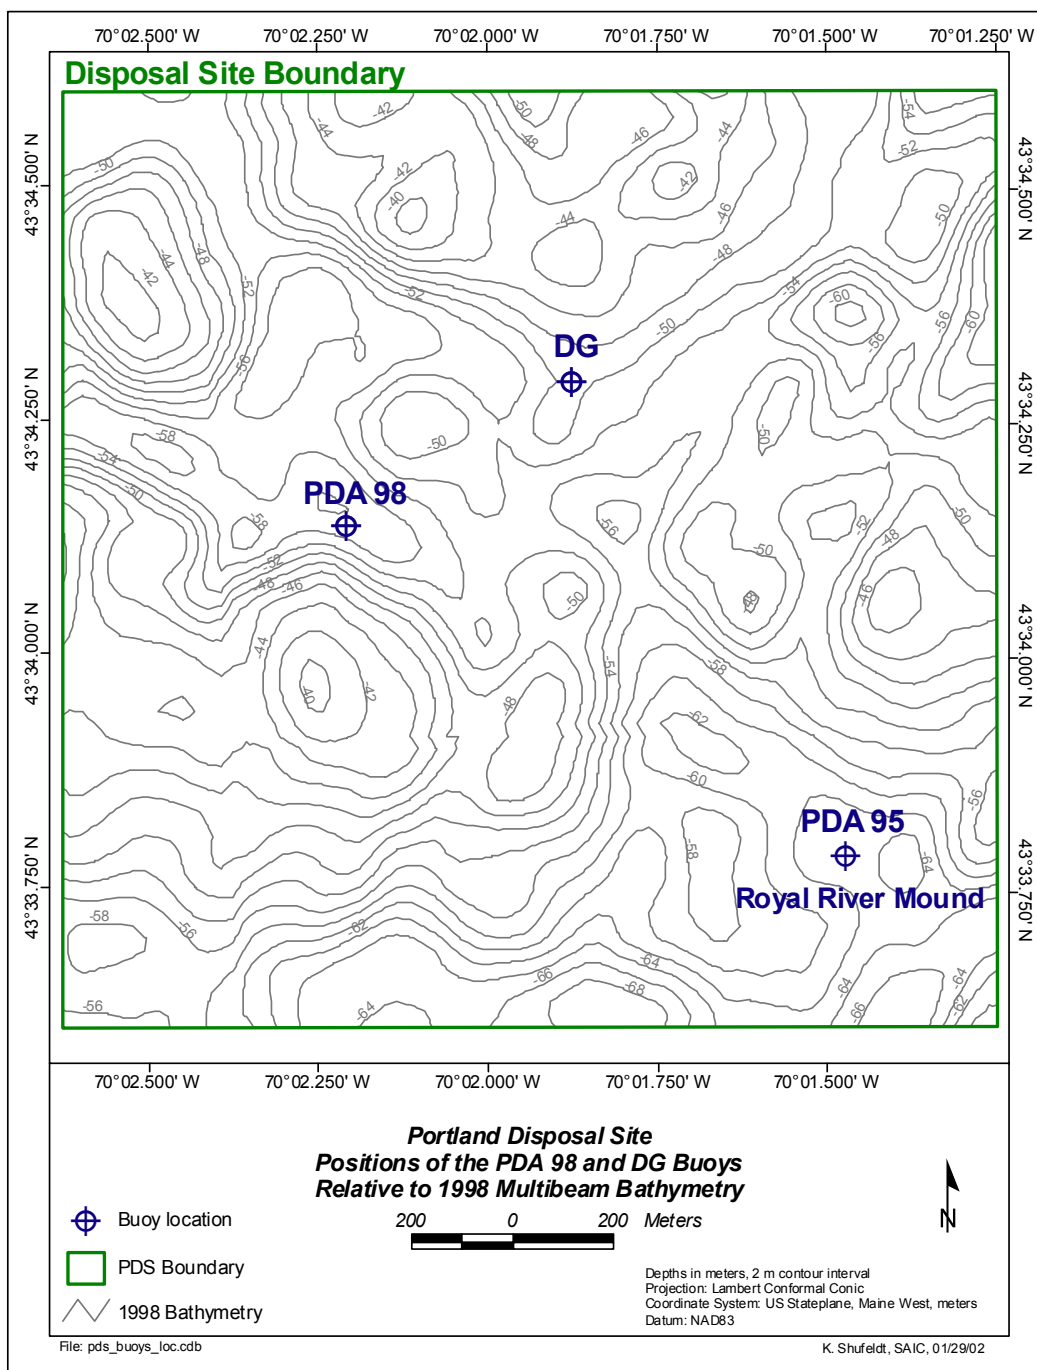 70°02.500' W 70°02.250' W 70°02.000' W 70°01.750' W 70°01.500' W 70°01.250' W
Disposal Site Boundary
43°34.500' N 43°34.250' N 43°34.000' N 43°33.750' N
43°34.500' N 43°34.250' N 43°34.000' N 43°33.750' N
-42 -50 -54
-44 -48 -46 -44 -52
-50 -42 -42
-40 -46 -50
-48 -44 -48
-44 -42 -52 -52 -54 -60 -56 -60
-50 -56
DG
-56
-50 -50
-58
-54
-50
PDA 98
-58 -56 -52 -50
-52 -50 -48
-48 -46 -50 -48 -46
-44 -54 -58
-40 -42 -48 -62
-60 -56
PDA 95
-58 -64
Royal River Mound
-58 -56 -62 -64
-66 -68 -64 -64
-56 -64 -66 -62
70°02.500' W 70°02.250' W 70°02.000' W 70°01.750' W 70°01.500' W
Portland Disposal Site
Positions of the PDA 98 and DG Buoys
Relative to 1998 Multibeam Bathymetry
200 0 200 Meters
N
Buoy location
PDS Boundary
1998 Bathymetry
Depths in meters, 2 m contour interval
Projection: Lambert Conformal Conic
Coordinate System: US Stateplane, Maine West, meters
Datum: NAD83
File: pds_buoys_loc.cdb
K. Shufeldt, SAIC, 01/29/02